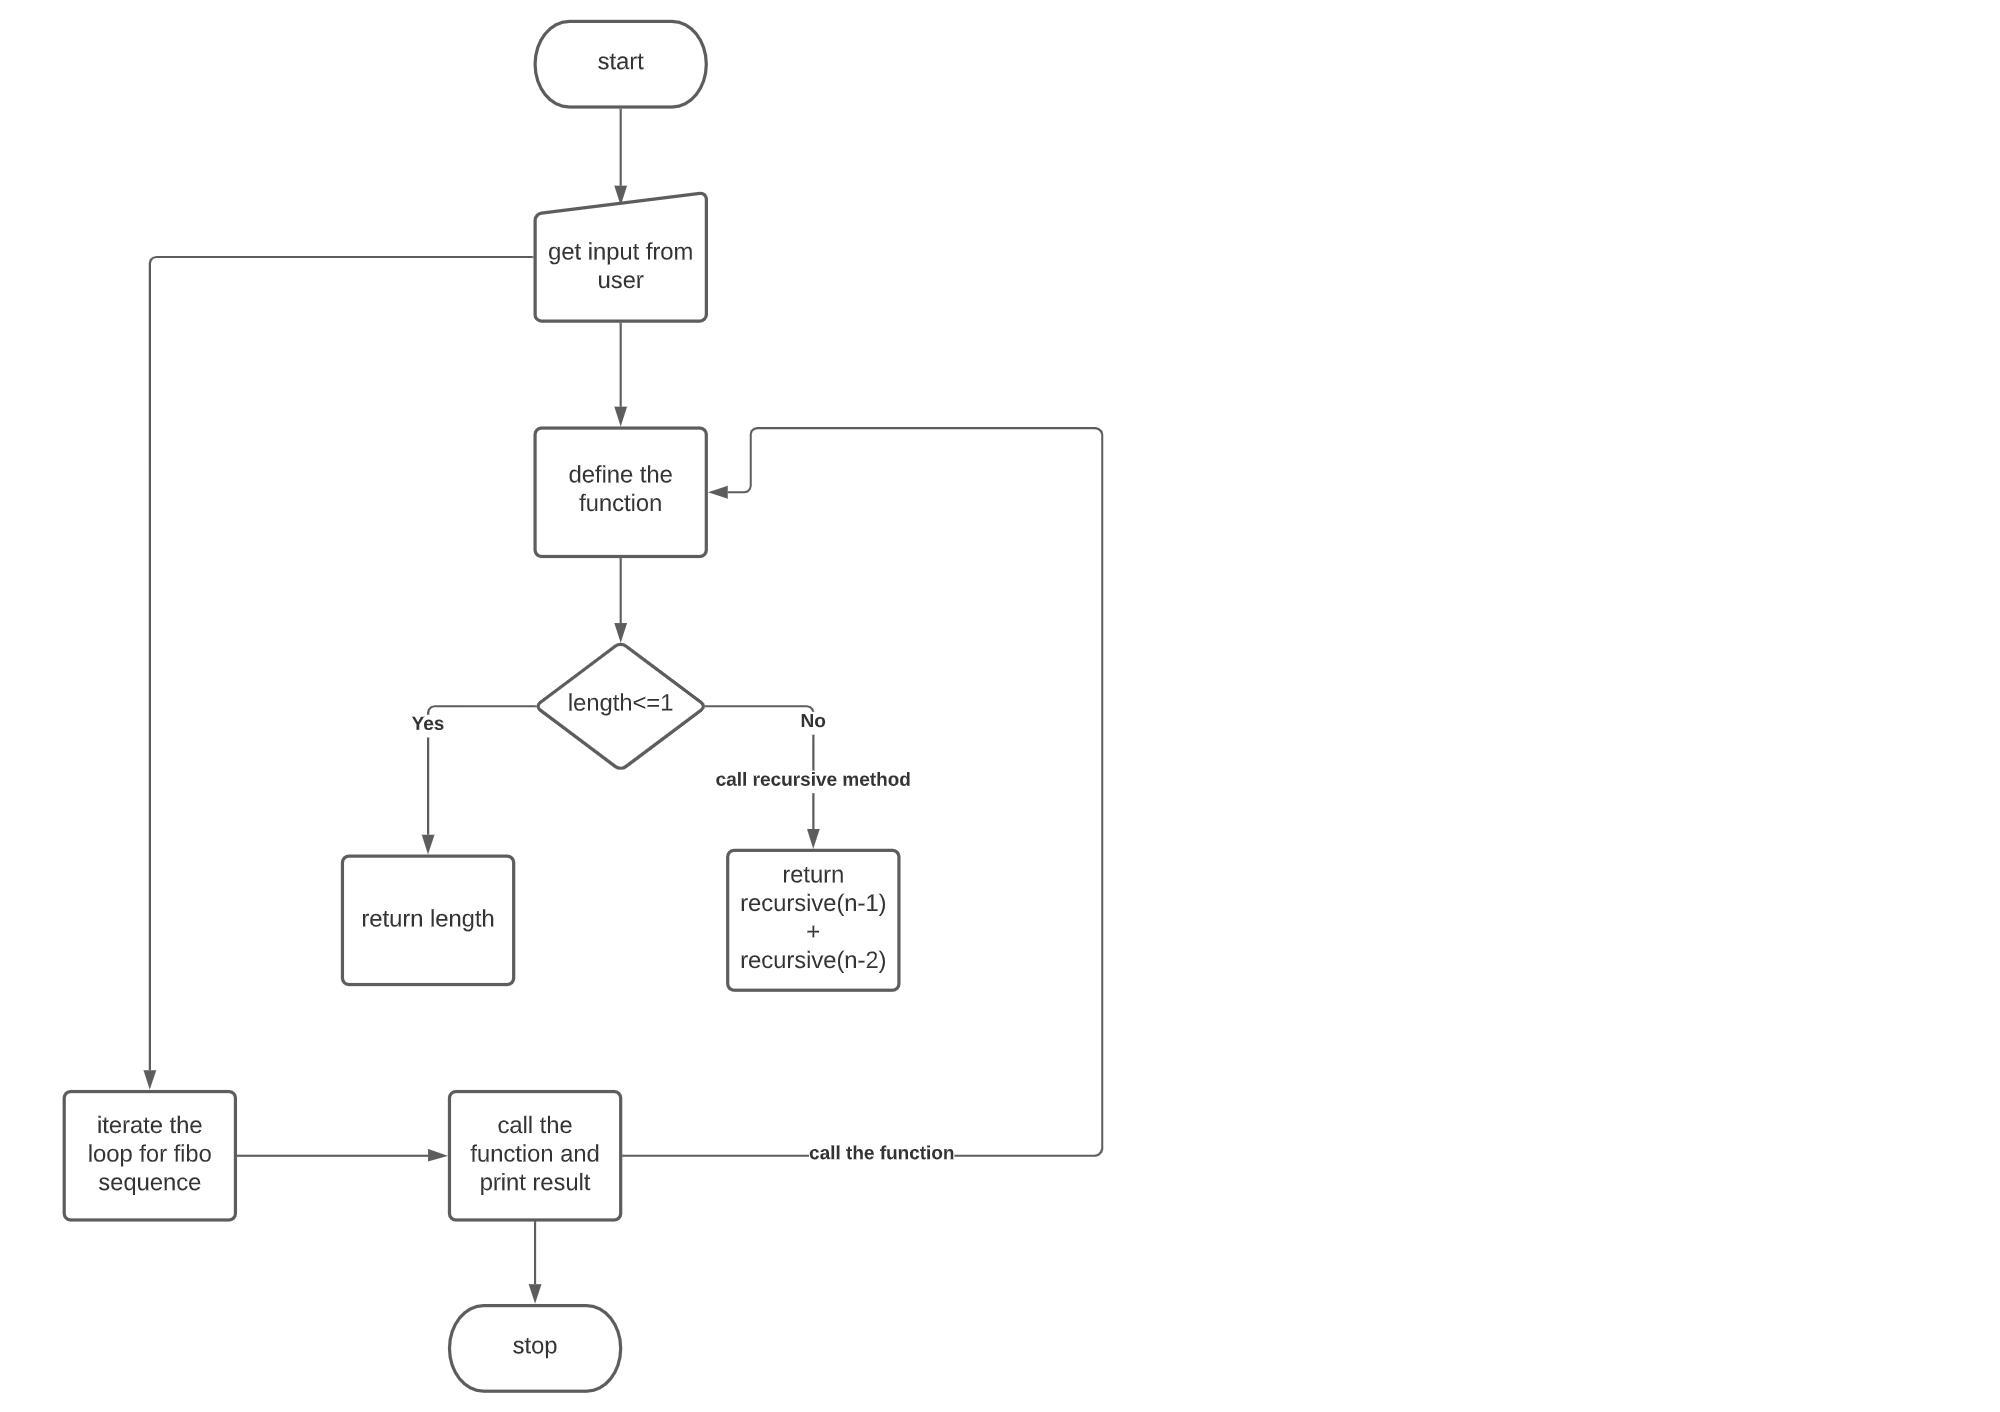 start
get input from
user
define the
function
length<=1
Yes
No
call recursive method
return length
return
recursive(n-1)
+
recursive(n-2)
iterate the
loop for fibo
sequence
call the
function and
print result
call the function
stop